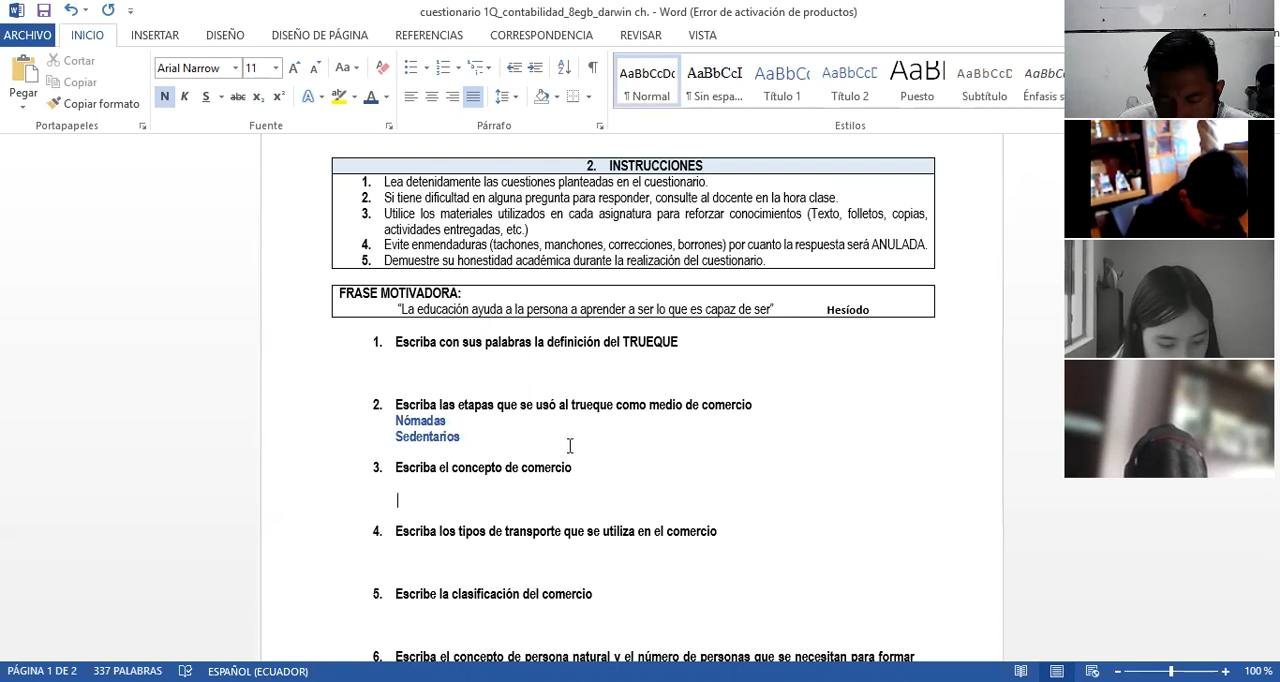 cuestionario 1Q_contabilidad_8egb_darwin ch. - Word (Error de activación de productos)
ARCHIVO INICIO INSERTAR DISEÑO DISEÑO DE PÁGINA REFERENCIAS CORRESPONDENCIA REVISAR VISTA
Pegar
Cortar
Copiar
Copiar formato
Portapapeles
Arial Narrow 11
N K S abc x₂ x²
Fuente
Párrafo
AaBbCcDc AaBbCcI AaBbCc AaBbCcD AaBl AaBbCcD AaBbCc
¶ Normal ¶ Sin espa... Título 1 Título 2 Puesto Subtítulo Énfasis s
Estilos
2. INSTRUCCIONES
1. Lea detenidamente las cuestiones planteadas en el cuestionario.
2. Si tiene dificultad en alguna pregunta para responder, consulte al docente en la hora clase.
3. Utilice los materiales utilizados en cada asignatura para reforzar conocimientos (Texto, folletos, copias,
actividades entregadas, etc.)
4. Evite enmendaduras (tachones, manchones, correcciones, borrones) por cuanto la respuesta será ANULADA.
5. Demuestre su honestidad académica durante la realización del cuestionario.
FRASE MOTIVADORA:
“La educación ayuda a la persona a aprender a ser lo que es capaz de ser” Hesíodo
1. Escriba con sus palabras la definición del TRUEQUE
2. Escriba las etapas que se usó al trueque como medio de comercio
Nómadas
Sedentarios
3. Escriba el concepto de comercio
4. Escriba los tipos de transporte que se utiliza en el comercio
5. Escribe la clasificación del comercio
6. Escriba el concepto de persona natural y el número de personas que se necesitan para formar
PÁGINA 1 DE 2 337 PALABRAS ESPAÑOL (ECUADOR) 100 %